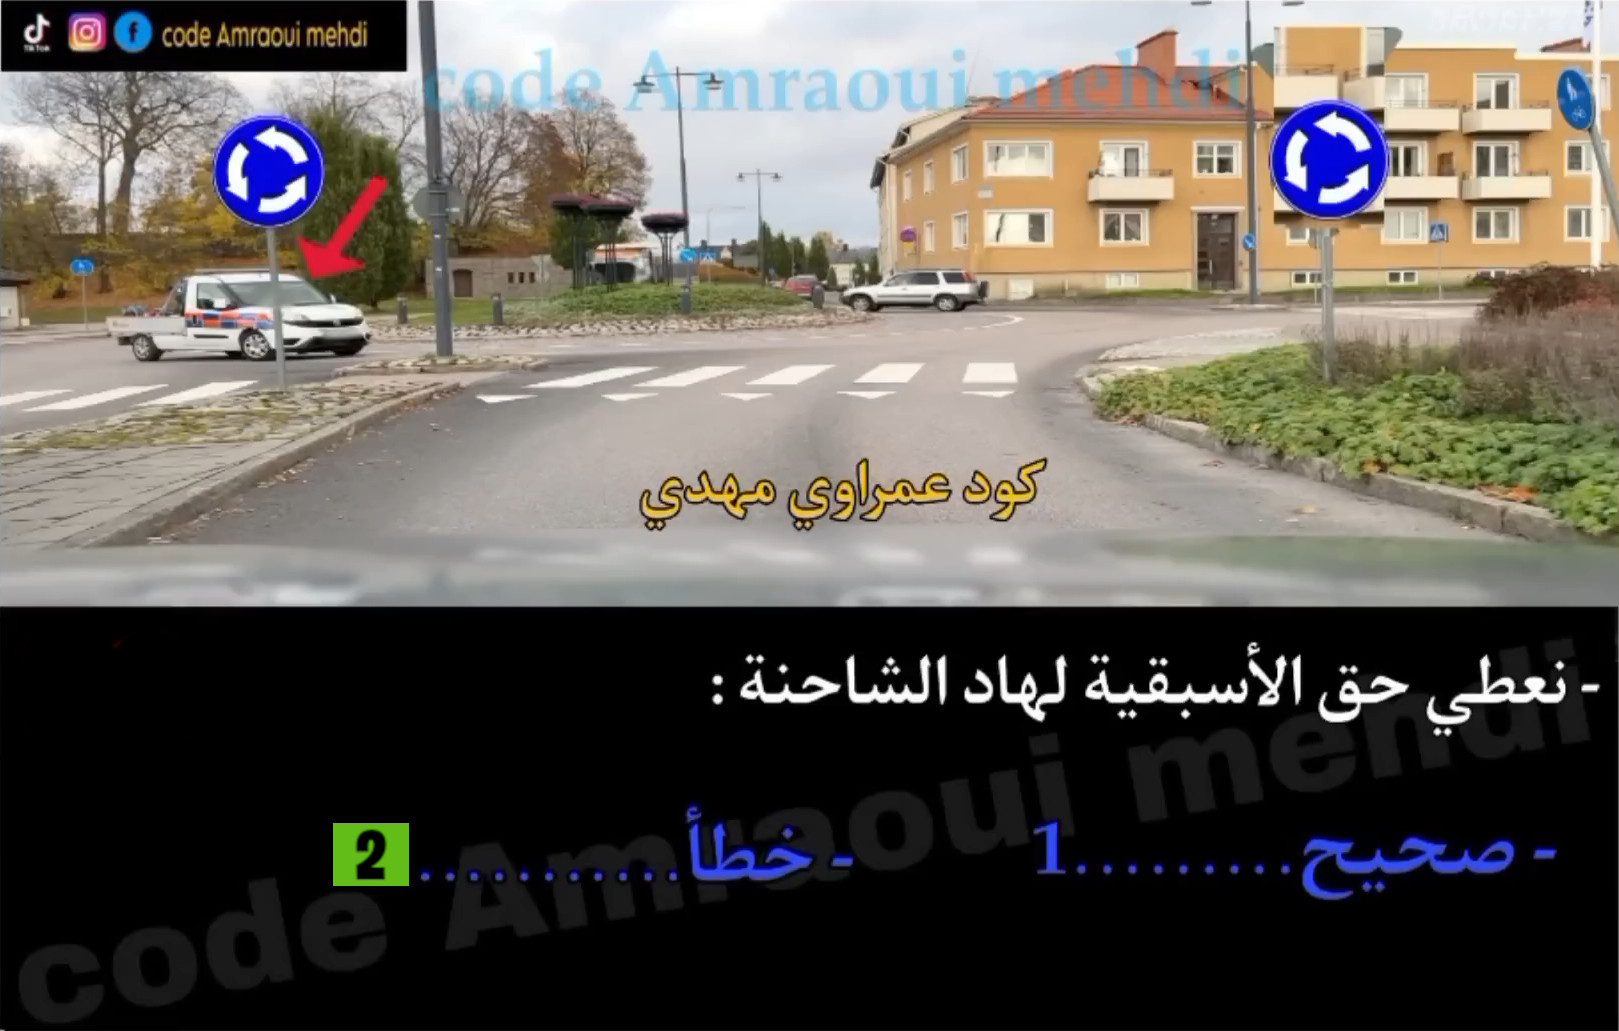 TikTok
code Amraoui mehdi
code Amraoui mehdi
كود عمراوي مهدي
- نعطي حق الأسبقية لهاد الشاحنة :
- صحيح.........1 - خطأ...........2
code Amraoui mehdi